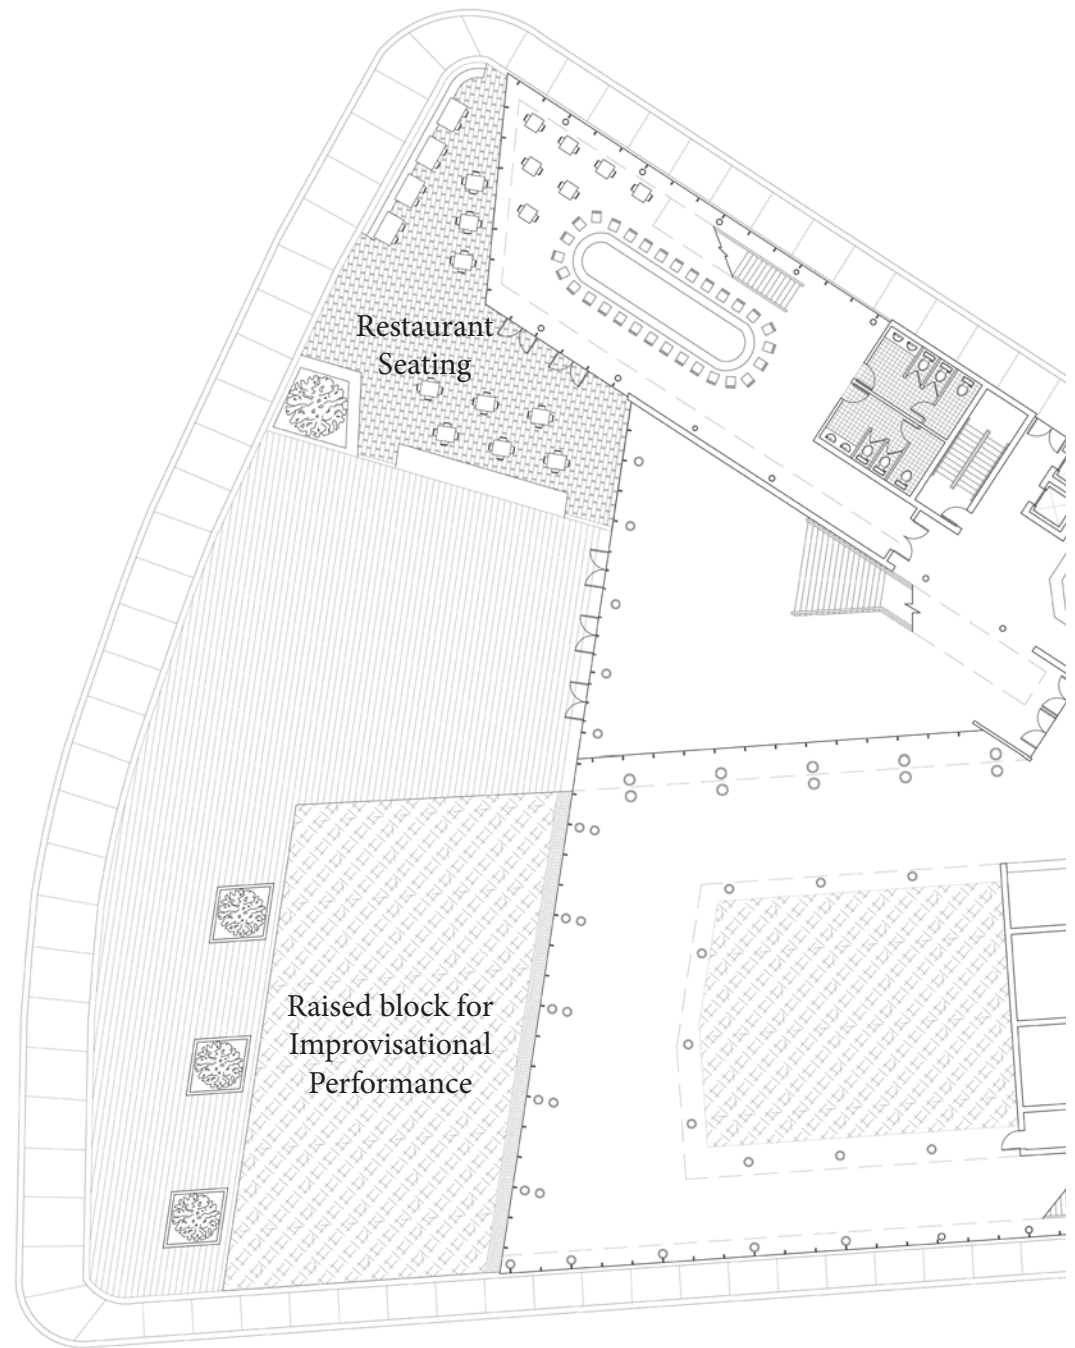 Restaurant
Seating
Raised block for
Improvisational
Performance